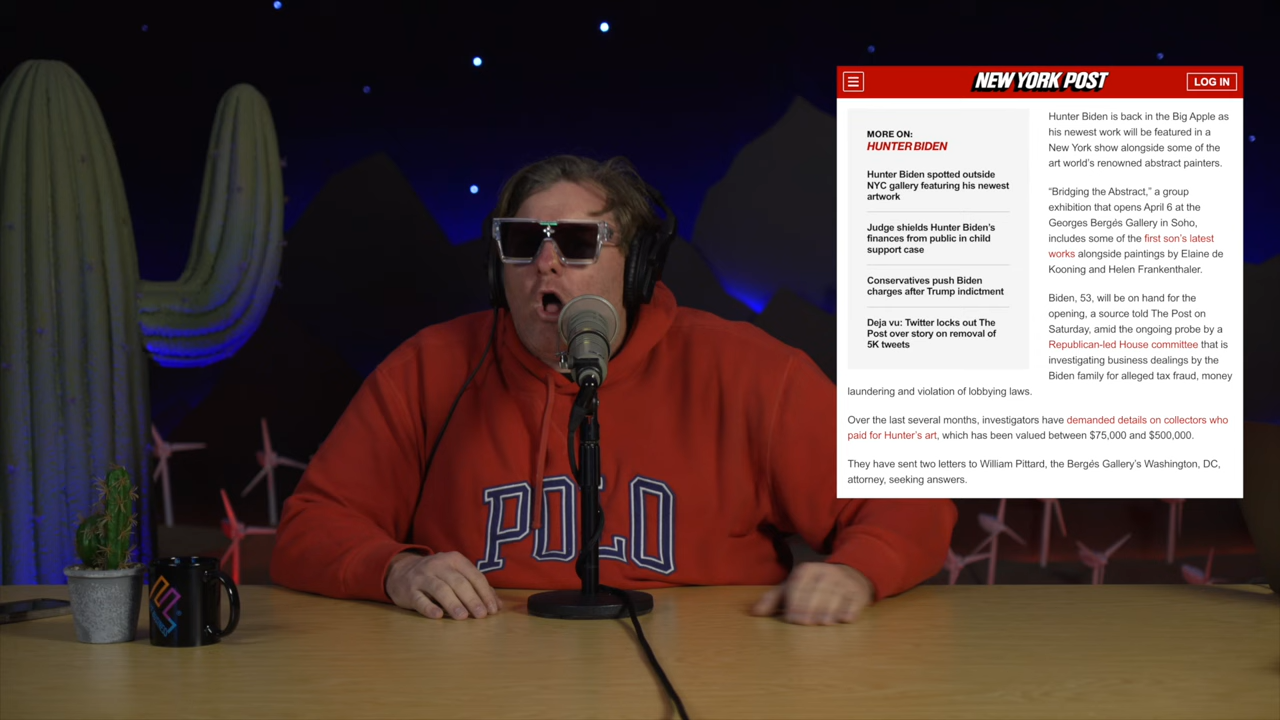 NEW YORK POST
LOG IN
MORE ON:
HUNTER BIDEN
Hunter Biden spotted outside
NYC gallery featuring his newest
artwork
Judge shields Hunter Biden's
finances from public in child
support case
Conservatives push Biden
charges after Trump indictment
Deja vu: Twitter locks out The
Post over story on removal of
5K tweets
Hunter Biden is back in the Big Apple as
his newest work will be featured in a
New York show alongside some of the
art world's renowned abstract painters.
“Bridging the Abstract,” a group
exhibition that opens April 6 at the
Georges Bergés Gallery in Soho,
includes some of the first son's latest
works alongside paintings by Elaine de
Kooning and Helen Frankenthaler.
Biden, 53, will be on hand for the
opening, a source told The Post on
Saturday, amid the ongoing probe by a
Republican-led House committee that is
investigating business dealings by the
Biden family for alleged tax fraud, money
laundering and violation of lobbying laws.
Over the last several months, investigators have demanded details on collectors who
paid for Hunter's art, which has been valued between $75,000 and $500,000.
They have sent two letters to William Pittard, the Bergés Gallery's Washington, DC,
attorney, seeking answers.
POLO